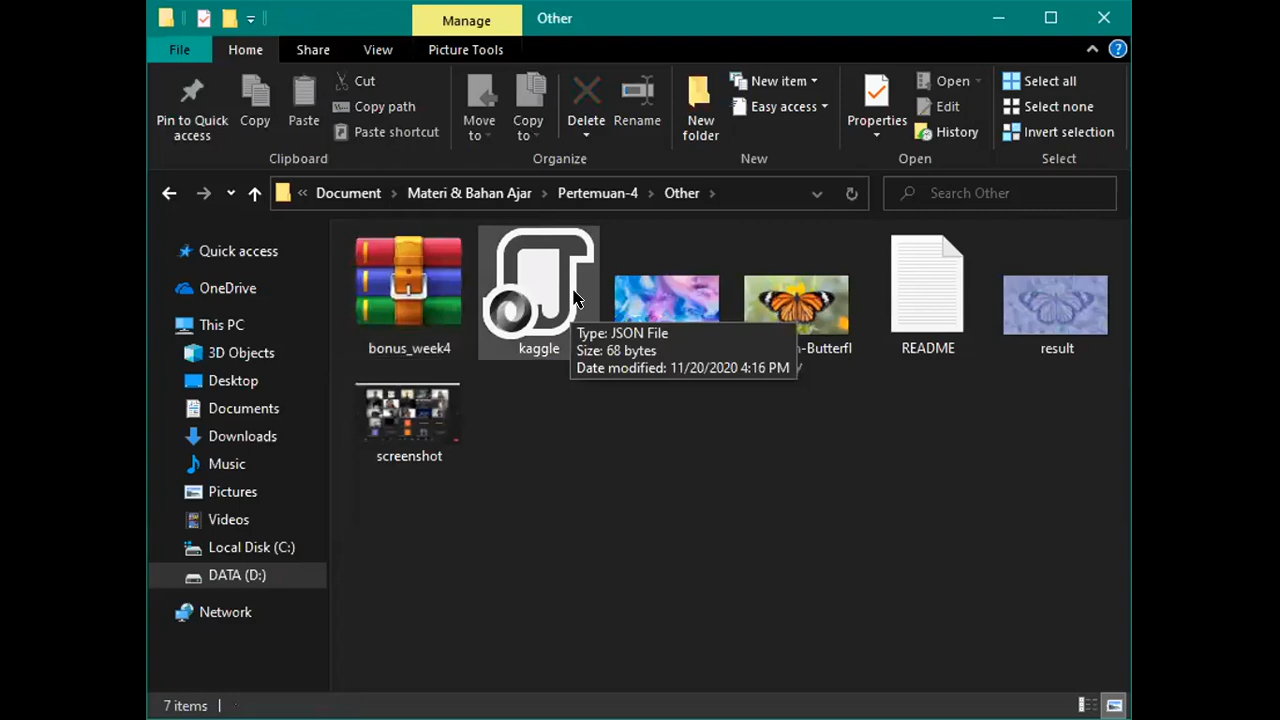 Manage
Other
File
Home
Share
View
Picture Tools
Pin to Quick access
Copy
Paste
Cut
Copy path
Paste shortcut
Move to
Copy to
Delete
Rename
New folder
New item
Easy access
Properties
Open
Edit
History
Select all
Select none
Invert selection
Clipboard
Organize
New
Open
Select
« Document > Materi & Bahan Ajar > Pertemuan-4 > Other >
Search Other
Quick access
OneDrive
This PC
3D Objects
Desktop
Documents
Downloads
Music
Pictures
Videos
Local Disk (C:)
DATA (D:)
Network
bonus_week4
kaggle
Type: JSON File
Size: 68 bytes
Date modified: 11/20/2020 4:16 PM
README
result
screenshot
7 items